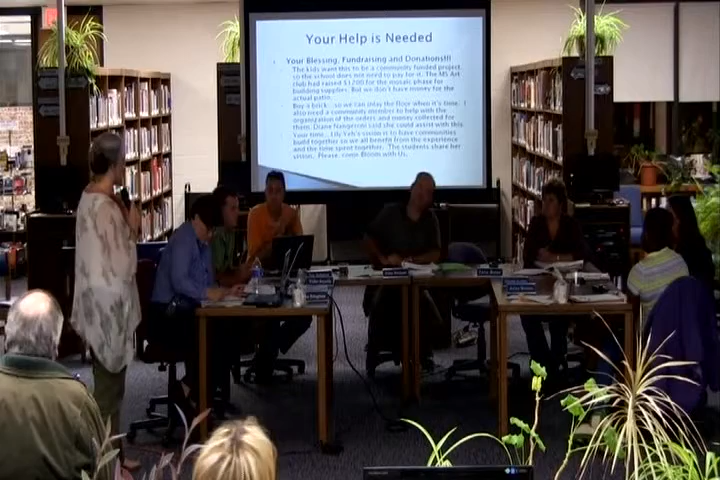 Your Help is Needed
Your Blessing, Fundraising and Donations!!!
The kids want this to be a community funded project,
so the school does not need to pay for it. The MS Art
club had raised $1200 for the mosaic phase for
building supplies. But we don't have money for the
actual patio.
Buy a brick... so we can inlay the floor when it's time. I
also need a community member to help with the
organization of the orders and money collected for
them. Diane Nangeroni said she could assist with this.
Your time... Lily Yeh's vision is to have communities
build together so we all benefit from the experience
and the time spent together. The students share her
vision. Please, come Bloom with Us.